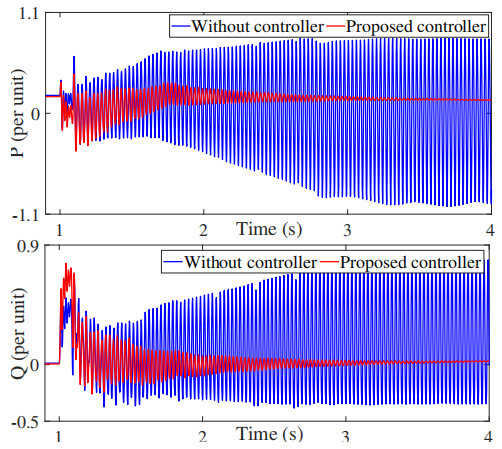 1.1
Without controller Proposed controller
P (per unit)
0
-1.1
1 2 3 4
Time (s)
0.9
Without controller Proposed controller
Q (per unit)
0
-0.5
1 2 3 4
Time (s)